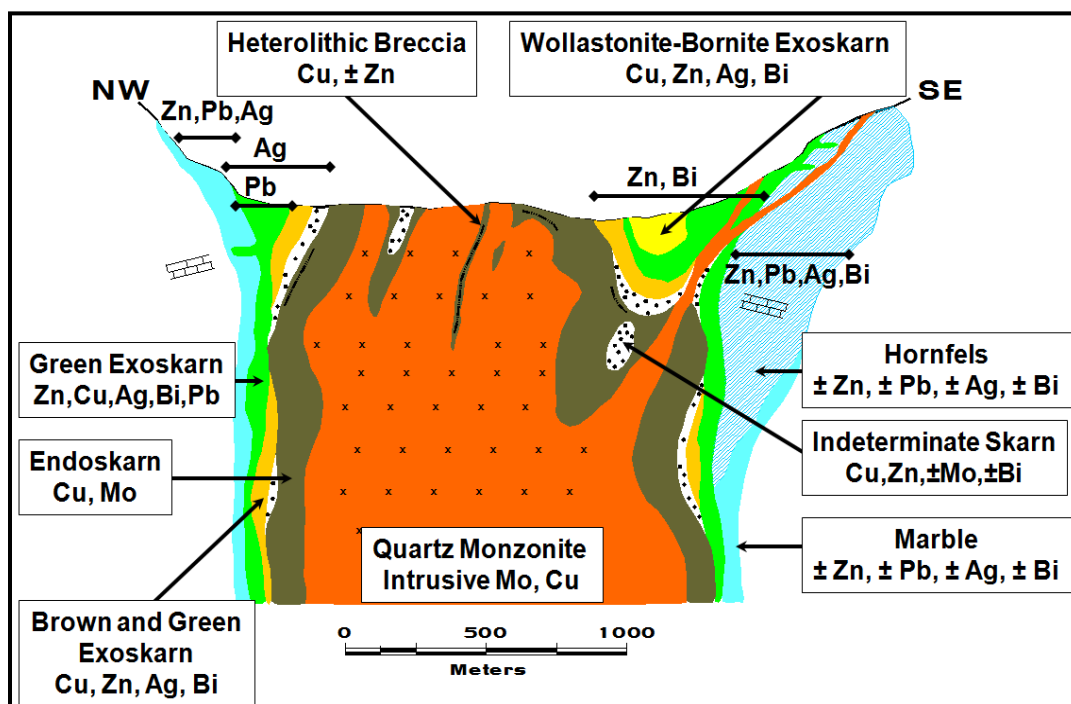 Heterolithic Breccia
Cu, ± Zn
Wollastonite-Bornite Exoskarn
Cu, Zn, Ag, Bi
NW
SE
Zn,Pb,Ag
Ag
Pb
Zn, Bi
Zn,Pb,Ag,Bi
Green Exoskarn
Zn,Cu,Ag,Bi,Pb
Hornfels
± Zn, ± Pb, ± Ag, ± Bi
Endoskarn
Cu, Mo
Indeterminate Skarn
Cu,Zn,±Mo,±Bi
Quartz Monzonite
Intrusive Mo, Cu
Marble
± Zn, ± Pb, ± Ag, ± Bi
Brown and Green
Exoskarn
Cu, Zn, Ag, Bi
0 500 1000
Meters